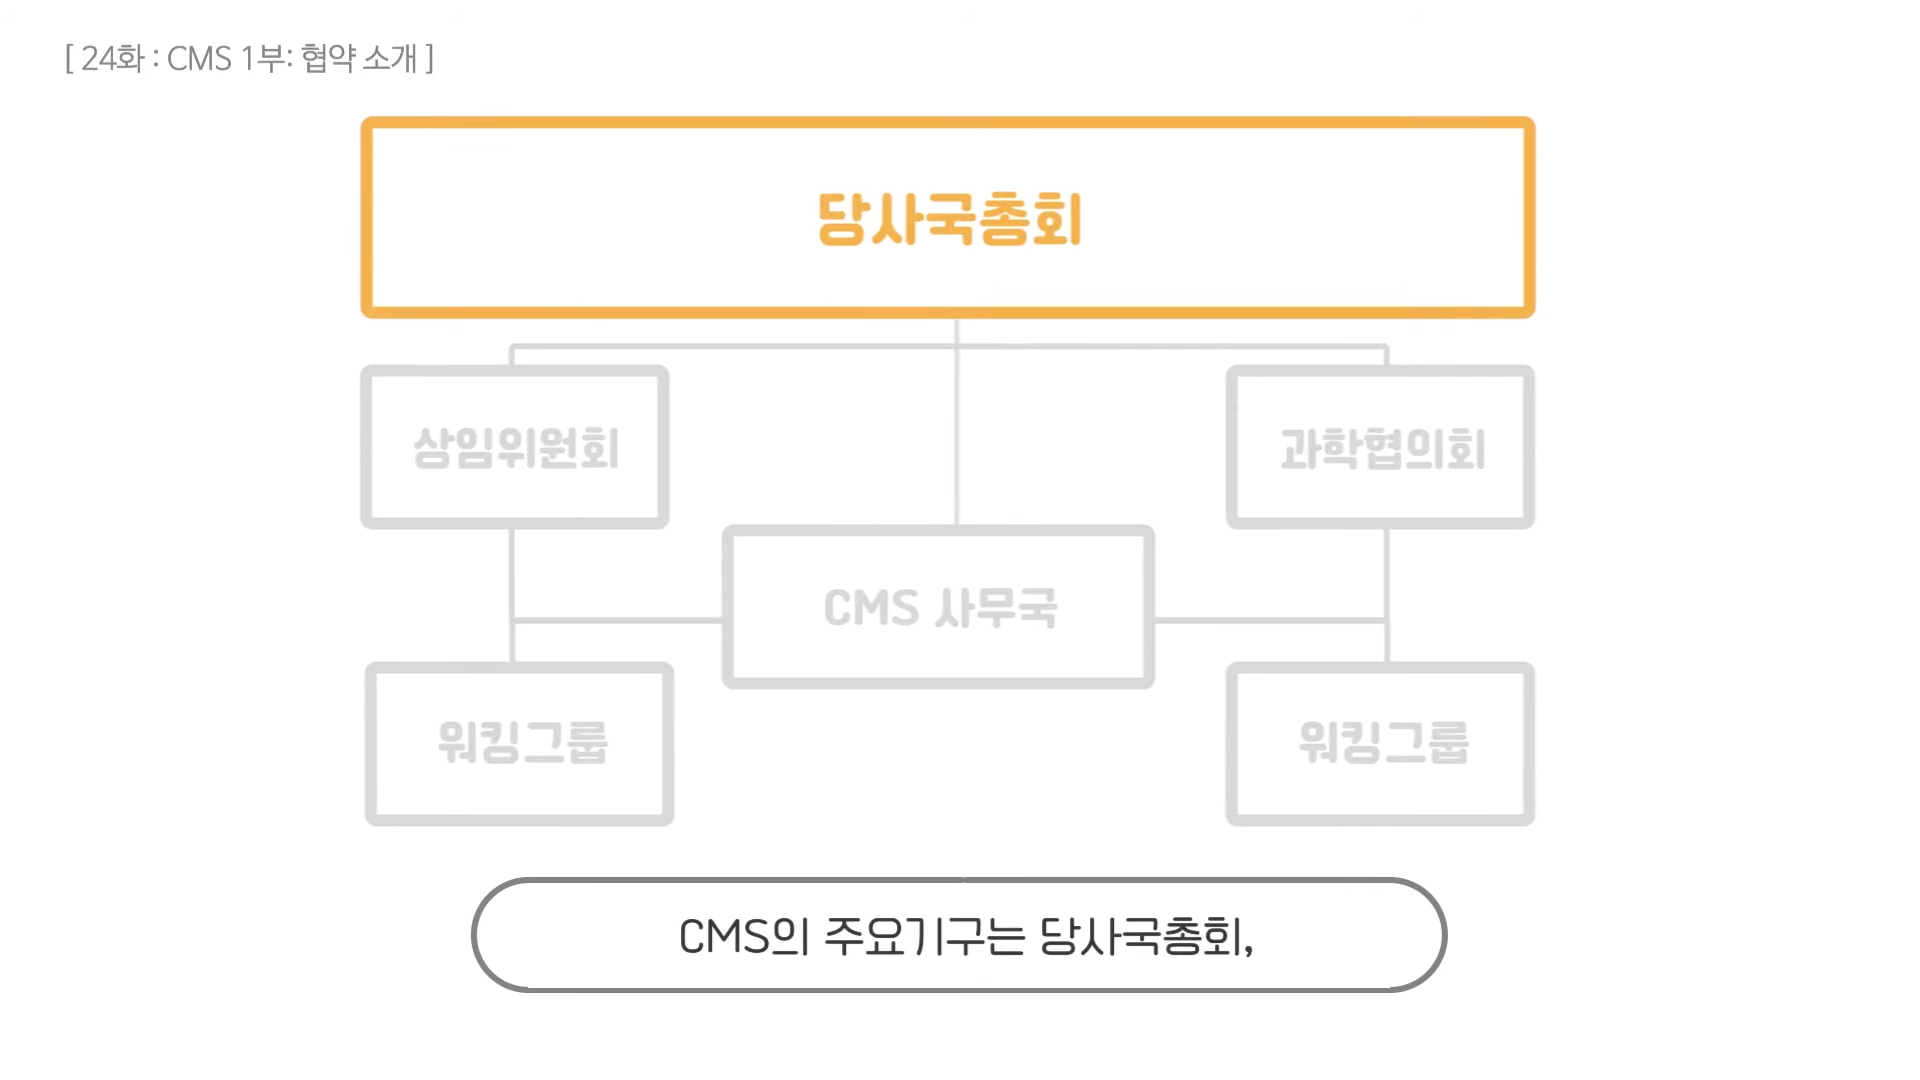 [ 24화 : CMS 1부: 협약 소개 ]
당사국총회
상임위원회
과학협의회
CMS 사무국
워킹그룹
워킹그룹
CMS의 주요기구는 당사국총회,